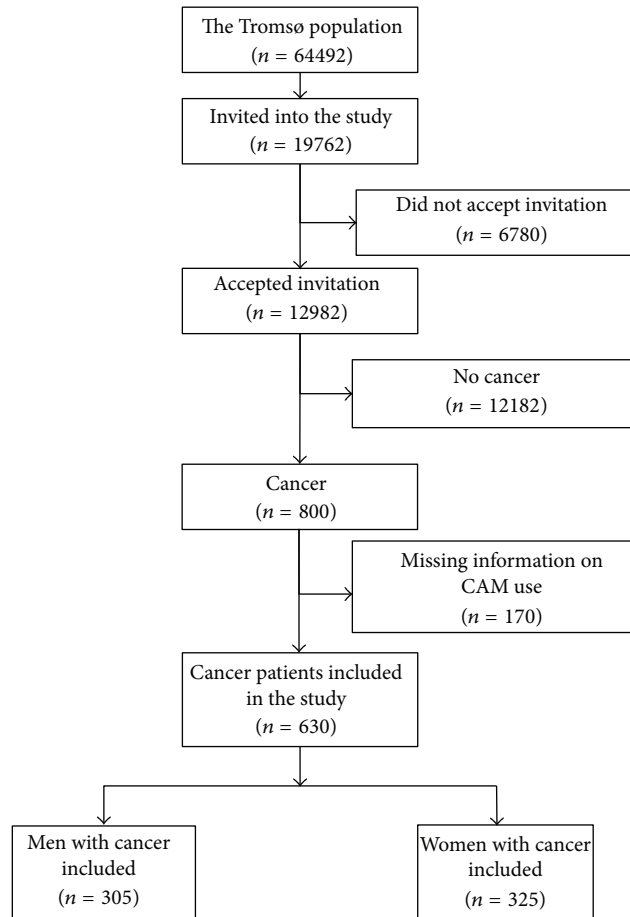 The Tromsø population
(n = 64492)
Invited into the study
(n = 19762)
Did not accept invitation
(n = 6780)
Accepted invitation
(n = 12982)
No cancer
(n = 12182)
Cancer
(n = 800)
Missing information on
CAM use
(n = 170)
Cancer patients included
in the study
(n = 630)
Men with cancer
included
(n = 305)
Women with cancer
included
(n = 325)